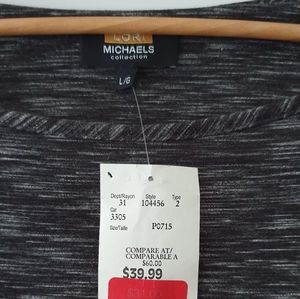 LORI
MICHAELS
collection
L/G
Dept/Rayon Style Type
31 104456 2
Cat
3305
Size/Taille P0715
COMPARE AT/
COMPARABLE A
$60.00
$39.99